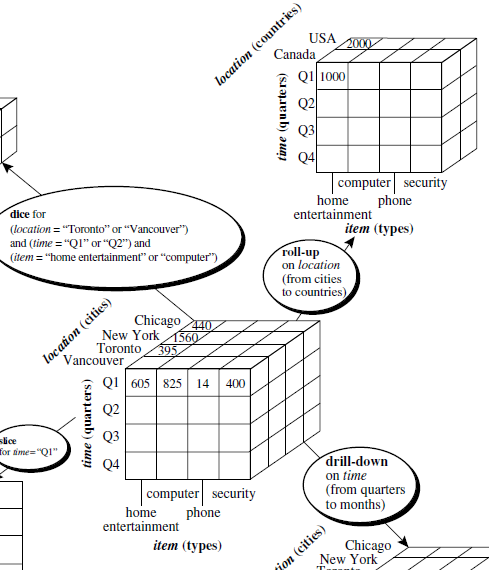 location (countries)
USA
2000
Canada
time (quarters)
Q1 1000
Q2
Q3
Q4
computer security
home phone
entertainment
item (types)
dice for
(location = “Toronto” or “Vancouver”)
and (time = “Q1” or “Q2”) and
(item = “home entertainment” or “computer”)
roll-up
on location
(from cities
to countries)
location (cities)
Chicago 440
New York 1560
Toronto 395
Vancouver
time (quarters)
Q1 605 825 14 400
Q2
Q3
Q4
computer security
home phone
entertainment
item (types)
slice
for time= “Q1”
drill-down
on time
(from quarters
to months)
(cities)
Chicago
New York